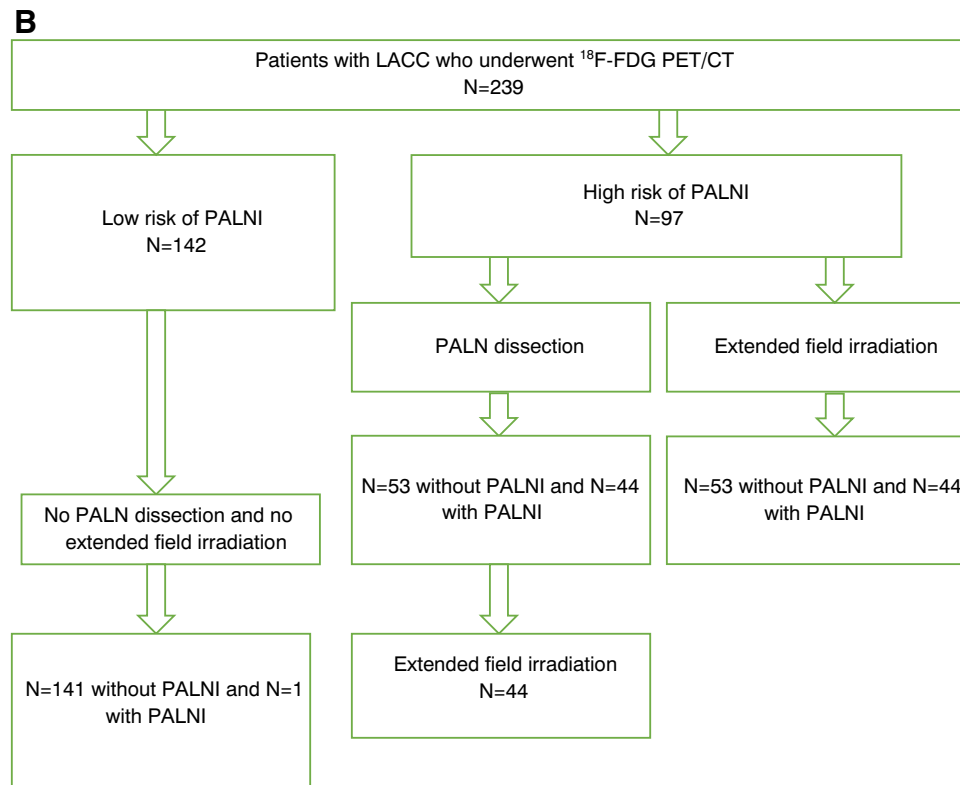 B
Patients with LACC who underwent ¹⁸F-FDG PET/CT
N=239
Low risk of PALNI
N=142
High risk of PALNI
N=97
PALN dissection
Extended field irradiation
N=53 without PALNI and N=44
with PALNI
N=53 without PALNI and N=44
with PALNI
No PALN dissection and no
extended field irradiation
Extended field irradiation
N=44
N=141 without PALNI and N=1
with PALNI